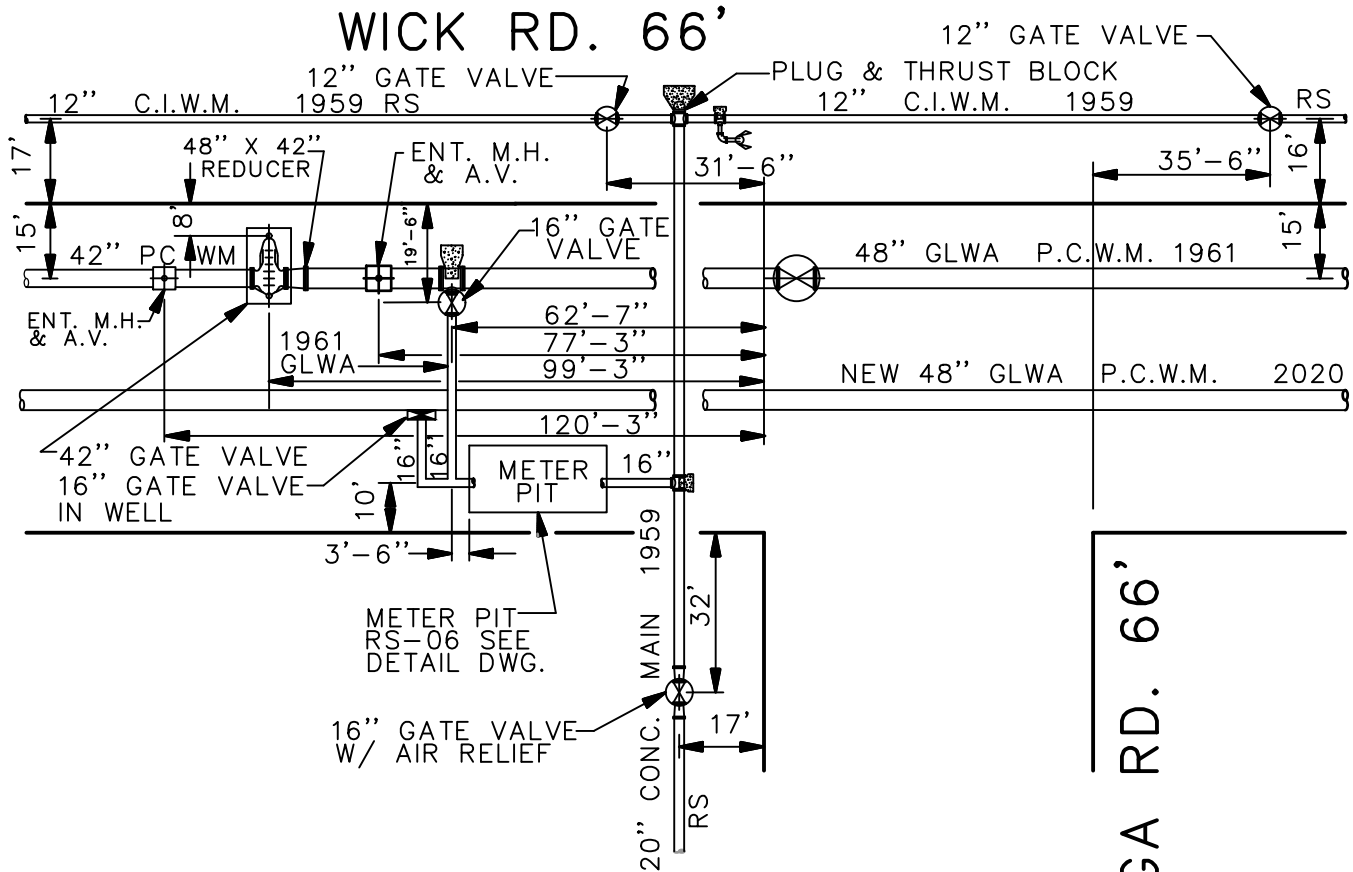 WICK RD. 66'
12" GATE VALVE
12" GATE VALVE
PLUG & THRUST BLOCK
12" C.I.W.M. 1959 RS
12" C.I.W.M. 1959
RS
17'
48" X 42"
REDUCER
ENT. M.H.
& A.V.
31'-6"
35'-6"
16'
15'
8'
19'-6"
16" GATE
VALVE
15'
42" PC WM
48" GLWA P.C.W.M. 1961
ENT. M.H.
& A.V.
62'-7"
1961
GLWA
77'-3"
99'-3"
NEW 48" GLWA P.C.W.M. 2020
120'-3"
42" GATE VALVE
16" GATE VALVE
IN WELL
16"
16"
METER
PIT
16"
10'
3'-6"
METER PIT
RS-06 SEE
DETAIL DWG.
32'
16" GATE VALVE
W/ AIR RELIEF
17'
20" CONC. MAIN 1959
RS
GA RD. 66'